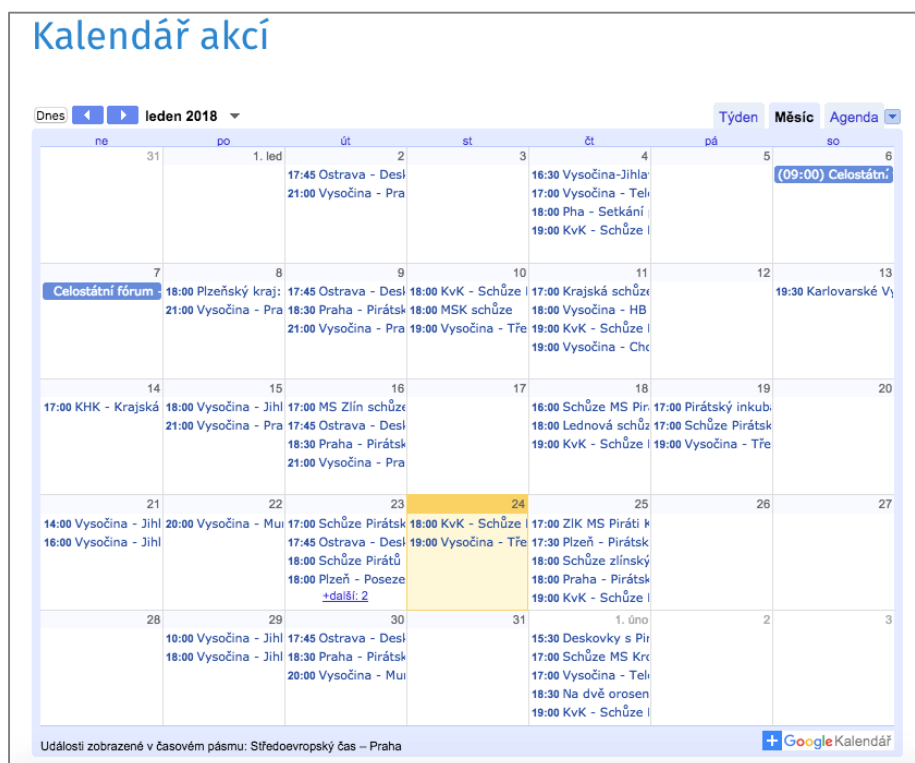 Kalendář akcí
Dnes leden 2018 Týden Měsíc Agenda
ne po út st čt pá so
31 1. led 2 3 4 5 6
17:45 Ostrava - Desk 16:30 Vysočina-Jihla (09:00) Celostátní
21:00 Vysočina - Pra 17:00 Vysočina - Tele
18:00 Pha - Setkání
19:00 KvK - Schůze
7 8 9 10 11 12 13
Celostátní fórum - 18:00 Plzeňský kraj: 17:45 Ostrava - Desk 18:00 KvK - Schůze 17:00 Krajská schůze 19:30 Karlovarské Vy
21:00 Vysočina - Pra 18:30 Praha - Pirátsk 18:00 MSK schůze 18:00 Vysočina - HB
21:00 Vysočina - Pra 19:00 Vysočina - Tře 19:00 KvK - Schůze
19:00 Vysočina - Cho
14 15 16 17 18 19 20
17:00 KHK - Krajská 18:00 Vysočina - Jihl 17:00 MS Zlín schůze 16:00 Schůze MS Pir 17:00 Pirátský inkub
21:00 Vysočina - Pra 17:45 Ostrava - Desk 18:00 Lednová schůz 17:00 Schůze Pirátsk
18:30 Praha - Pirátsk 19:00 KvK - Schůze 19:00 Vysočina - Tře
21:00 Vysočina - Pra
21 22 23 24 25 26 27
14:00 Vysočina - Jihl 20:00 Vysočina - Mu 17:00 Schůze Pirátsk 18:00 KvK - Schůze 17:00 ZlK MS Piráti K
16:00 Vysočina - Jihl 17:45 Ostrava - Desk 19:00 Vysočina - Tře 17:30 Plzeň - Pirátsk
18:00 Schůze Pirátů 18:00 Schůze zlínský
18:00 Plzeň - Poseze 18:00 Praha - Pirátsk
+další: 2 19:00 KvK - Schůze
28 29 30 31 1. úno 2 3
10:00 Vysočina - Jihl 17:45 Ostrava - Desk 15:30 Deskovky s Pir
18:00 Vysočina - Jihl 18:30 Praha - Pirátsk 17:00 Schůze MS Kro
20:00 Vysočina - Mu 17:00 Vysočina - Tele
18:30 Na dvě orosen
19:00 KvK - Schůze
Události zobrazené v časovém pásmu: Středoevropský čas – Praha
Google Kalendář